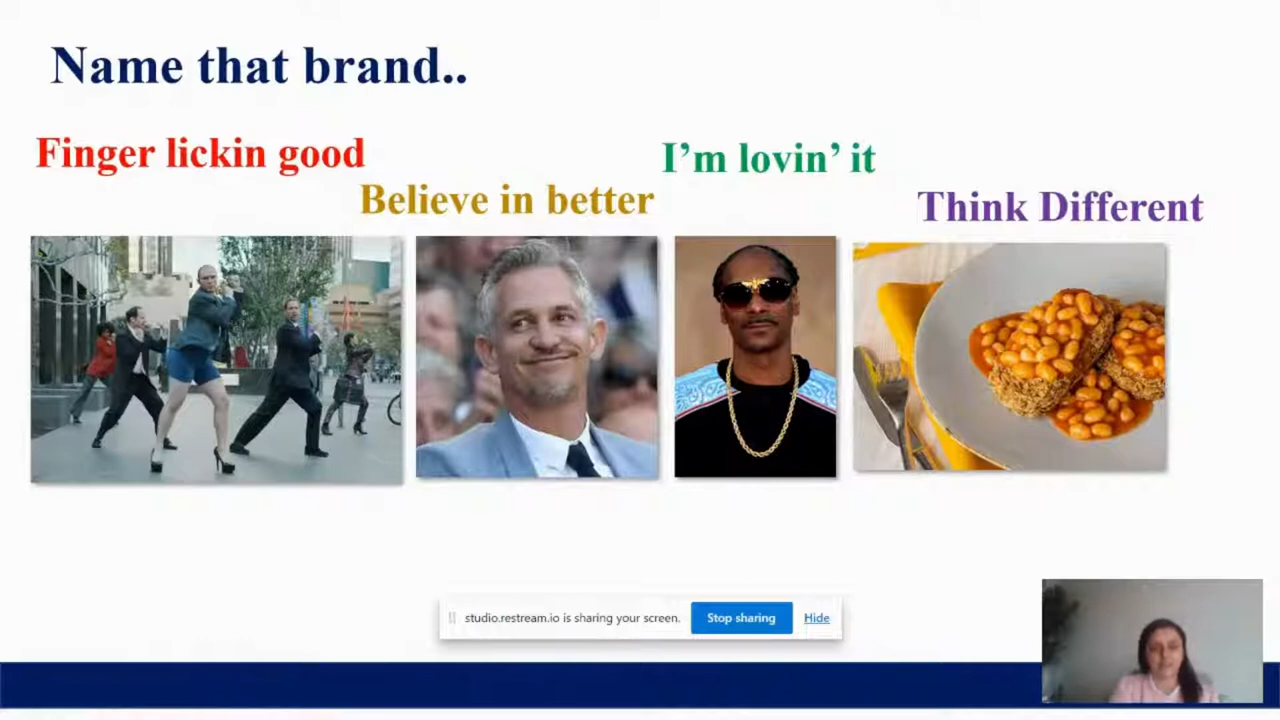 Name that brand..
Finger lickin good
I'm lovin' it
Believe in better
Think Different
studio.restream.io is sharing your screen.
Stop sharing
Hide